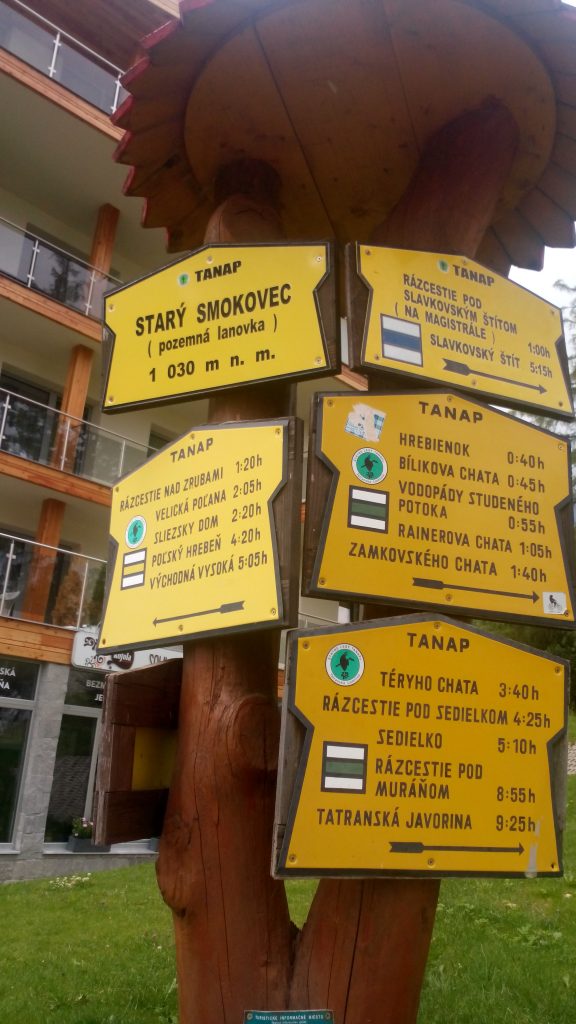 TANAP
STARÝ SMOKOVEC
( pozemná lanovka )
1 030 m n. m.
TANAP
RÁZCESTIE POD
SLAVKOVSKÝM ŠTÍTOM
( NA MAGISTRÁLE ) 1:00h
SLAVKOVSKÝ ŠTÍT 5:15h
TANAP
RÁZCESTIE NAD ZRUBAMI 1:20h
VELICKÁ POĽANA 2:05h
SLIEZSKY DOM 2:20h
POĽSKÝ HREBEŇ 4:20h
VÝCHODNÁ VYSOKÁ 5:05h
TANAP
HREBIENOK 0:40h
BÍLIKOVA CHATA 0:45h
VODOPÁDY STUDENÉHO
POTOKA 0:55h
RAINEROVA CHATA 1:05h
ZAMKOVSKÉHO CHATA 1:40h
TANAP
TÉRYHO CHATA 3:40h
RÁZCESTIE POD SEDIELKOM 4:25h
SEDIELKO 5:10h
RÁZCESTIE POD
MURÁŇOM 8:55h
TATRANSKÁ JAVORINA 9:25h
TURISTICKÉ INFORMAČNÉ MIESTO